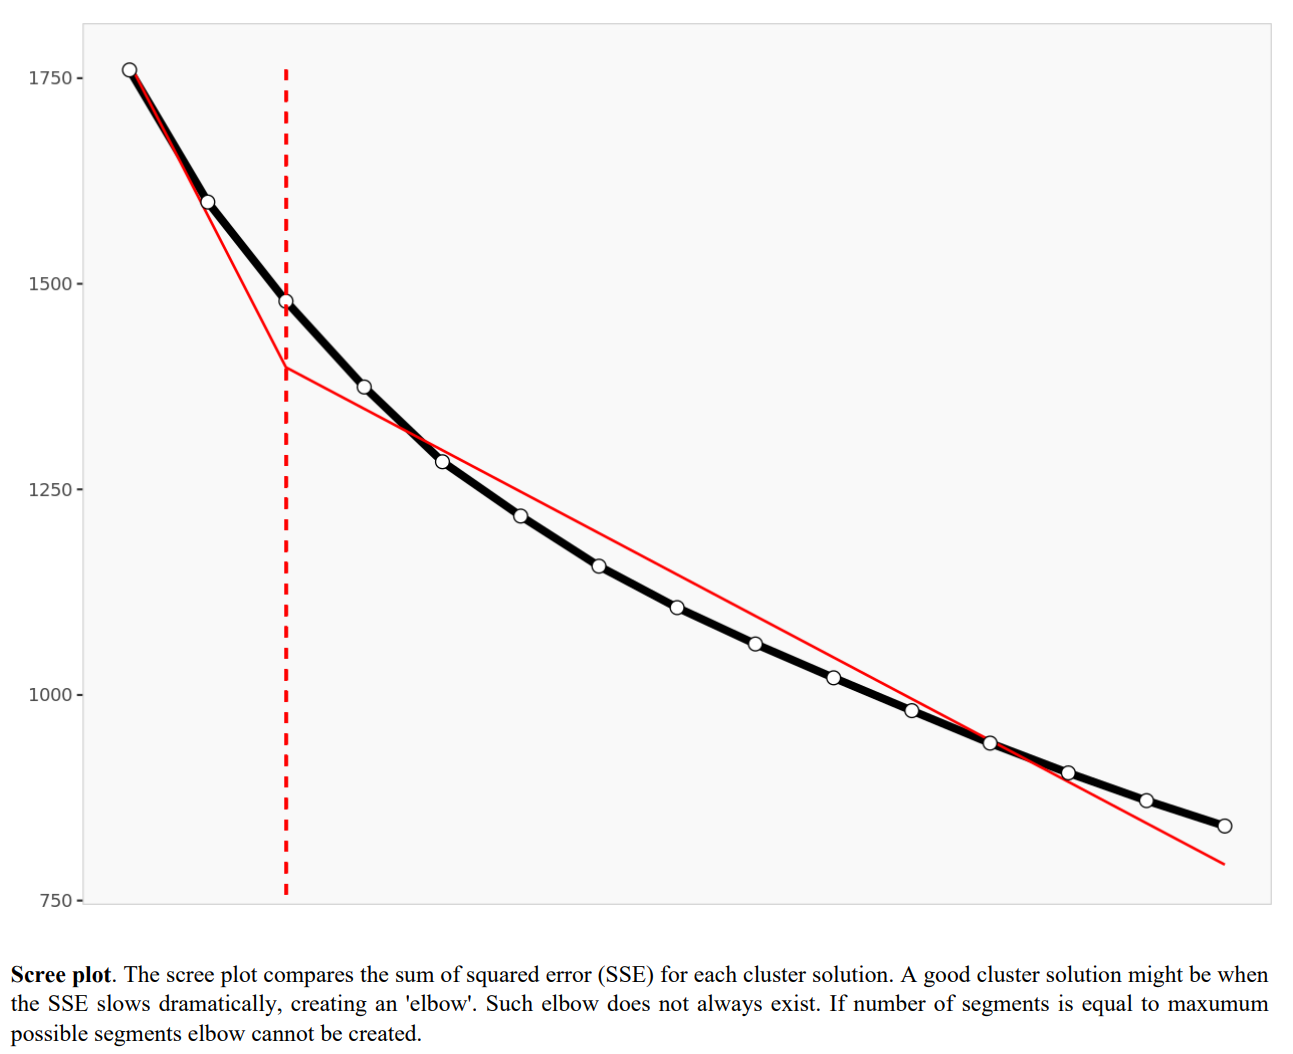 1750
1500
1250
1000
750
Scree plot. The scree plot compares the sum of squared error (SSE) for each cluster solution. A good cluster solution might be when
the SSE slows dramatically, creating an 'elbow'. Such elbow does not always exist. If number of segments is equal to maxumum
possible segments elbow cannot be created.